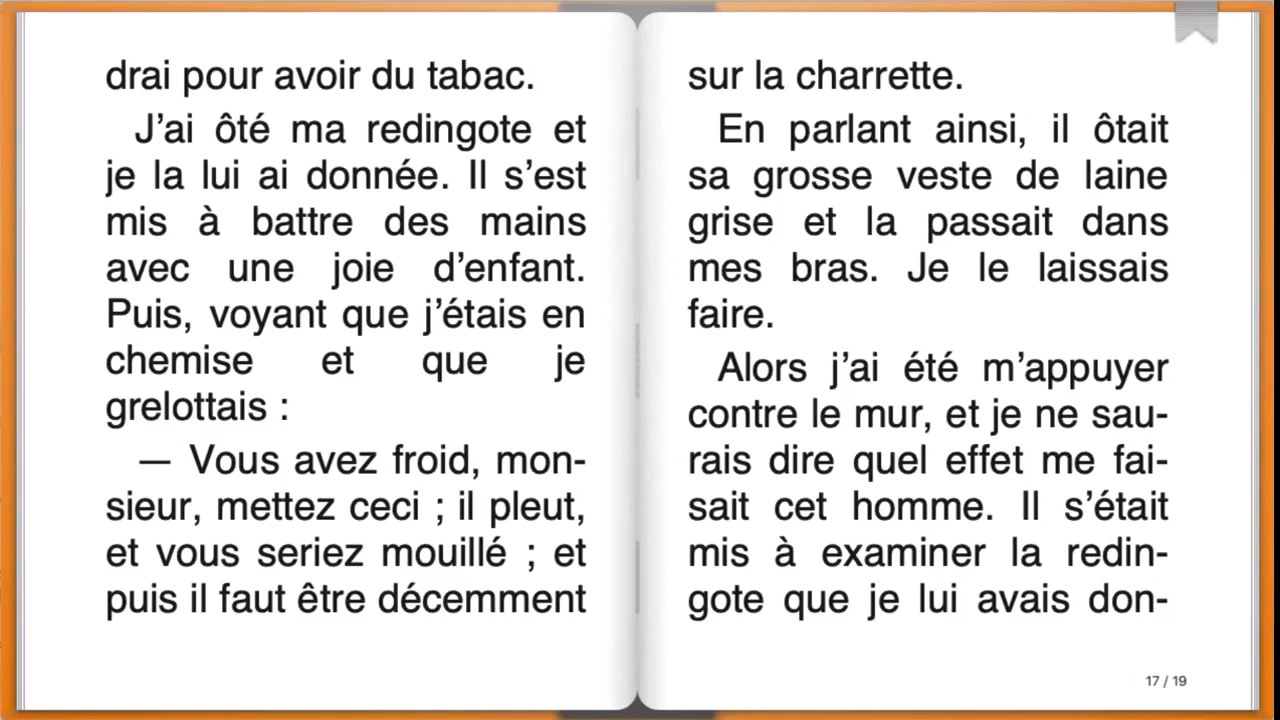 drai pour avoir du tabac.
J’ai ôté ma redingote et
je la lui ai donnée. Il s’est
mis à battre des mains
avec une joie d’enfant.
Puis, voyant que j’étais en
chemise et que je
grelottais :
— Vous avez froid, mon-
sieur, mettez ceci ; il pleut,
et vous seriez mouillé ; et
puis il faut être décemment
sur la charrette.
En parlant ainsi, il ôtait
sa grosse veste de laine
grise et la passait dans
mes bras. Je le laissais
faire.
Alors j’ai été m’appuyer
contre le mur, et je ne sau-
rais dire quel effet me fai-
sait cet homme. Il s’était
mis à examiner la redin-
gote que je lui avais don-
17 / 19